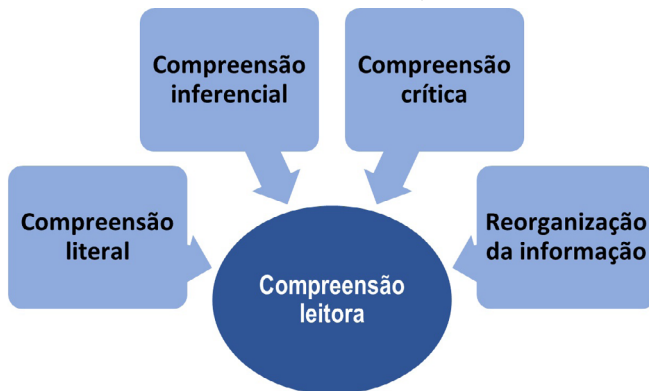 Compreensão
inferencial
Compreensão
crítica
Compreensão
literal
Reorganização
da informação
Compreensão
leitora